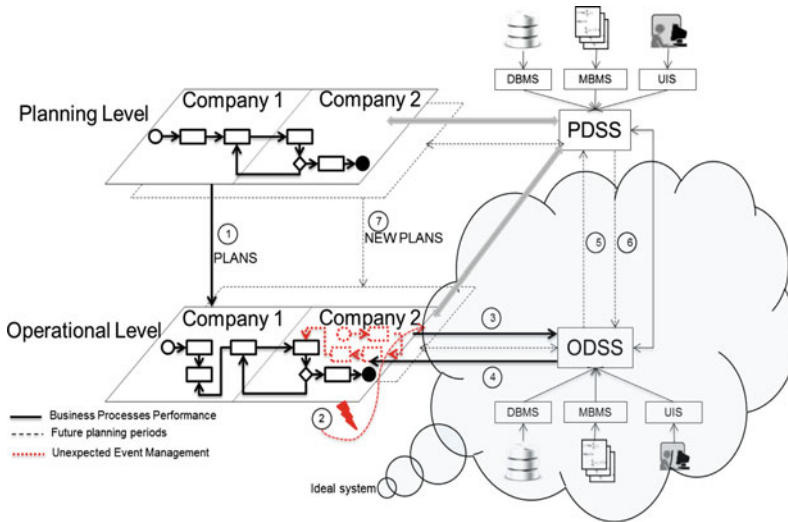 DBMS
MBMS
UIS
Planning Level
Company 1
Company 2
PDSS
1
PLANS
7
NEW PLANS
5
6
Operational Level
Company 1
Company 2
3
ODSS
4
2
Business Processes Performance
Future planning periods
Unexpected Event Management
DBMS
MBMS
UIS
Ideal system